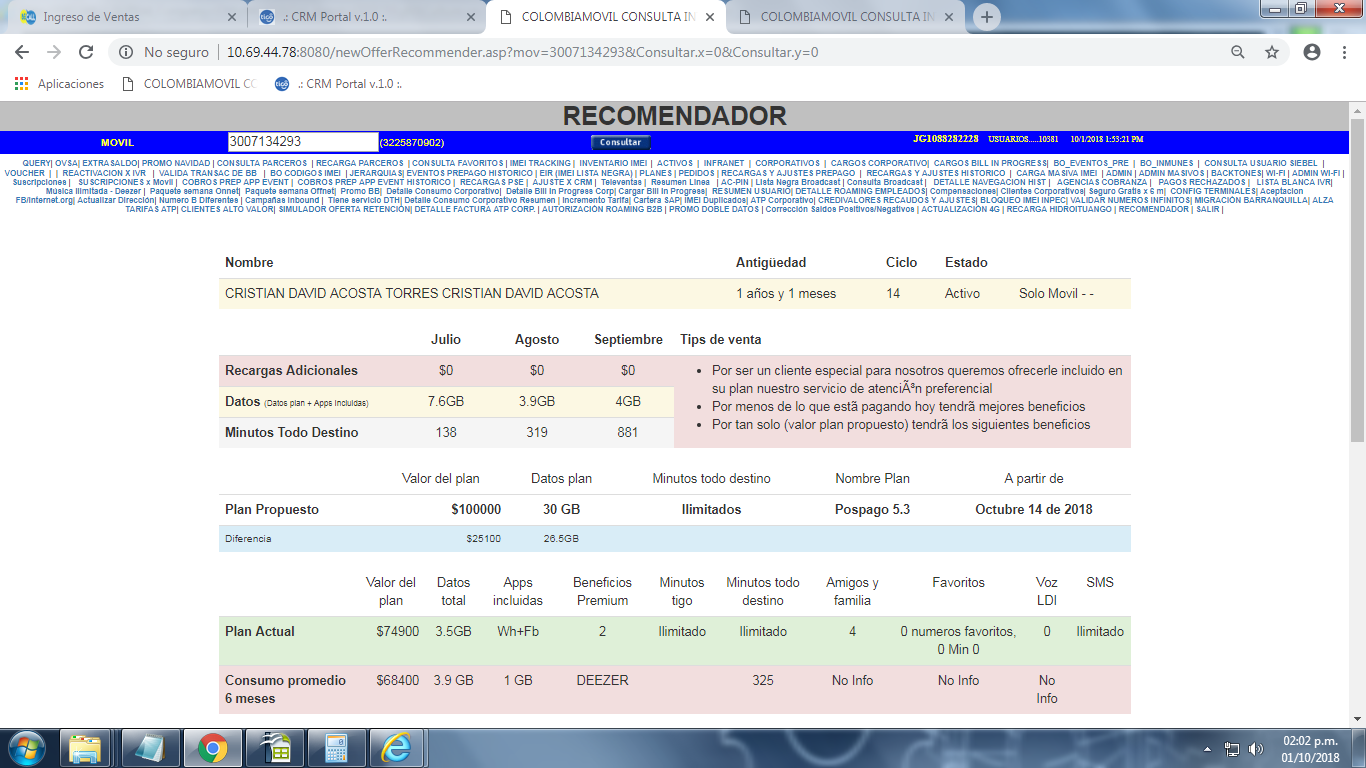 Ingreso de Ventas
.: CRM Portal v.1.0 :.
COLOMBIAMOVIL CONSULTA IN
COLOMBIAMOVIL CONSULTA IN
No seguro | 10.69.44.78:8080/newOfferRecommender.asp?mov=3007134293&Consultar.x=0&Consultar.y=0
Aplicaciones COLOMBIAMOVIL CC .: CRM Portal v.1.0 :.
RECOMENDADOR
MOVIL 3007134293 (3225870902) Consultar JG1088282228 USUARIOS.....10381 10/1/2018 1:53:21 PM
QUERY| OVSA| EXTRASALDO| PROMO NAVIDAD | CONSULTA PARCEROS | RECARGA PARCEROS | CONSULTA FAVORITOS | IMEI TRACKING | INVENTARIO IMEI | ACTIVOS | INFRANET | CORPORATIVOS | CARGOS CORPORATIVO| CARGOS BILL IN PROGRESS| BO_EVENTOS_PRE | BO_INMUNES | CONSULTA USUARIO SIEBEL |
VOUCHER | | REACTIVACION X IVR | VALIDA TRANSAC DE BB | BO CODIGOS IMEI | JERARQUIAS| EVENTOS PREPAGO HISTORICO | EIR (IMEI LISTA NEGRA) | PLANES | PEDIDOS | RECARGAS Y AJUSTES PREPAGO | RECARGAS Y AJUSTES HISTORICO | CARGA MASIVA IMEI | ADMIN | ADMIN MASIVOS | BACKTONES| WI-FI | ADMIN WI-FI |
Suscripciones | SUSCRIPCIONES x Movil | COBROS PREP APP EVENT | COBROS PREP APP EVENT HISTORICO | RECARGAS PSE | AJUSTE X CRM | Televentas | Resumen Linea | AC-PIN | Lista Negra Broadcast | Consulta Broadcast | DETALLE NAVEGACION HIST | AGENCIAS COBRANZA | PAGOS RECHAZADOS | LISTA BLANCA IVR|
Musica Ilimitada - Deezer | Paquete semana Onnet| Paquete semana Offnet| Promo BB| Detalle Consumo Corporativo| Detalle Bill In Progress Corp| Cargar Bill In Progress| RESUMEN USUARIO| DETALLE ROAMING EMPLEADOS| Compensaciones| Clientes Corporativos| Seguro Gratis x 6 m| CONFIG TERMINALES| Aceptacion
FB/Internet.org| Actualizar Dirección| Numero B Diferentes | Campañas Inbound | Tiene servicio DTH| Detalle Consumo Corporativo Resumen | Incremento Tarifa| Cartera SAP| IMEI Duplicados| ATP Corporativo| CREDIVALORES RECAUDOS Y AJUSTES| BLOQUEO IMEI INPEC| VALIDAR NUMEROS INFINITOS| MIGRACIÓN BARRANQUILLA| ALZA
TARIFAS ATP| CLIENTES ALTO VALOR| SIMULADOR OFERTA RETENCIÓN| DETALLE FACTURA ATP CORP. | AUTORIZACIÓN ROAMING B2B | PROMO DOBLE DATOS | Corrección Saldos Positivos/Negativos | ACTUALIZACIÓN 4G | RECARGA HIDROITUANGO | RECOMENDADOR | SALIR |
Nombre Antigüedad Ciclo Estado
CRISTIAN DAVID ACOSTA TORRES CRISTIAN DAVID ACOSTA 1 años y 1 meses 14 Activo Solo Movil - -
Julio Agosto Septiembre Tips de venta
Recargas Adicionales $0 $0 $0
Datos (Datos plan + Apps Incluidas) 7.6GB 3.9GB 4GB
Minutos Todo Destino 138 319 881
• Por ser un cliente especial para nosotros queremos ofrecerle incluido en
su plan nuestro servicio de atenciÃ³n preferencial
• Por menos de lo que estã pagando hoy tendrã mejores beneficios
• Por tan solo (valor plan propuesto) tendrã los siguientes beneficios
Valor del plan Datos plan Minutos todo destino Nombre Plan A partir de
Plan Propuesto $100000 30 GB Ilimitados Pospago 5.3 Octubre 14 de 2018
Diferencia $25100 26.5GB
Valor del plan Datos total Apps incluidas Beneficios Premium Minutos tigo Minutos todo destino Amigos y familia Favoritos Voz LDI SMS
Plan Actual $74900 3.5GB Wh+Fb 2 Ilimitado Ilimitado 4 0 numeros favoritos, 0 Min 0 0 Ilimitado
Consumo promedio 6 meses $68400 3.9 GB 1 GB DEEZER 325 No Info No Info No Info
02:02 p.m.
01/10/2018